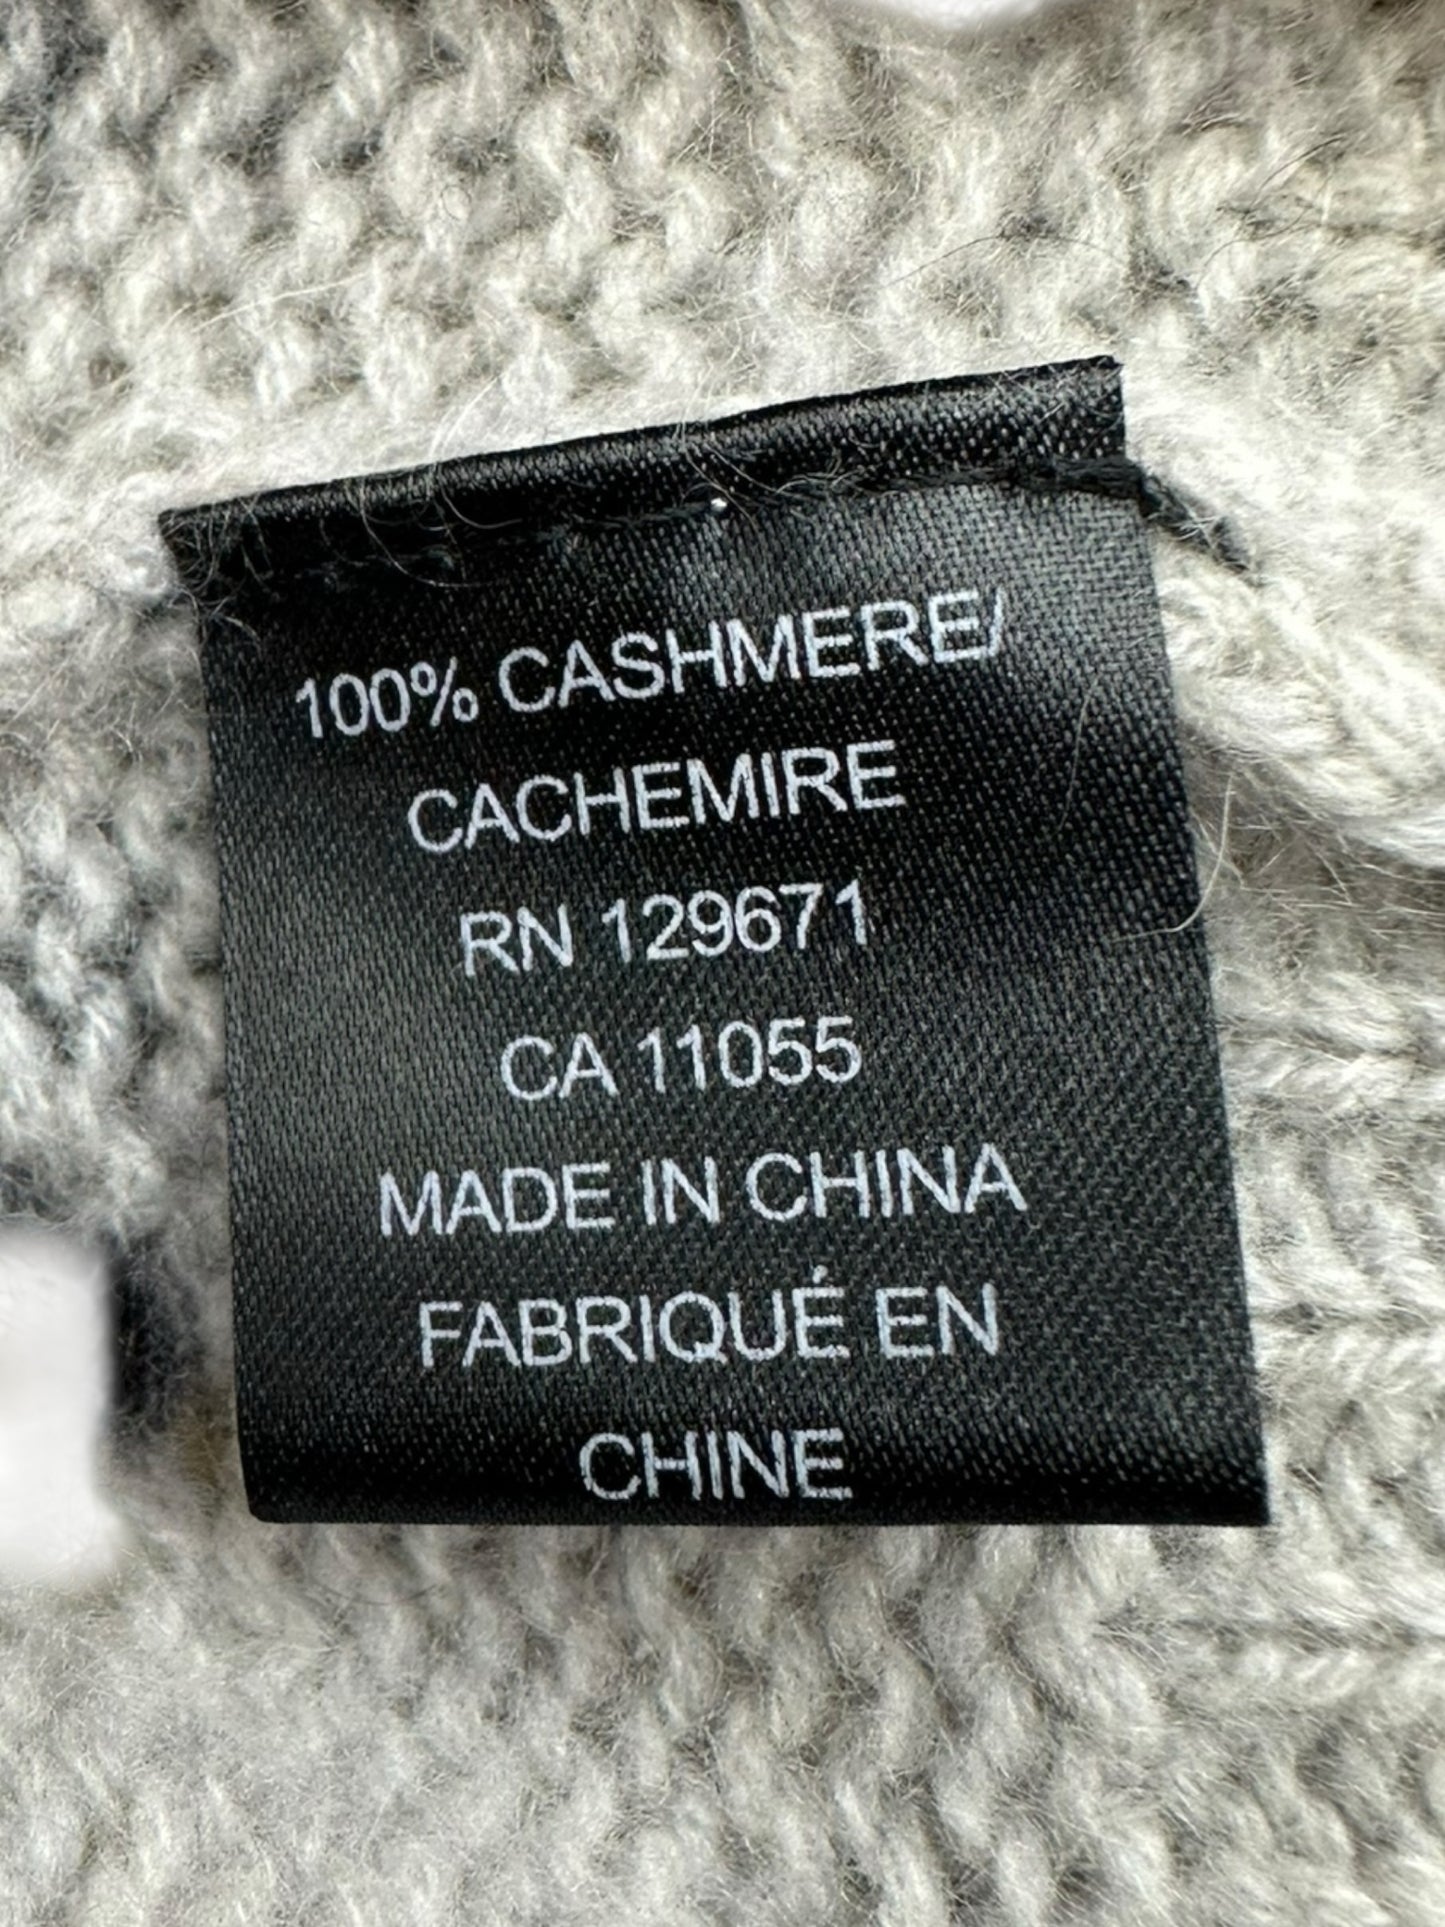 100% CASHMERE/
CACHEMIRE
RN 129671
CA 11055
MADE IN CHINA
FABRIQUÉ EN
CHINE